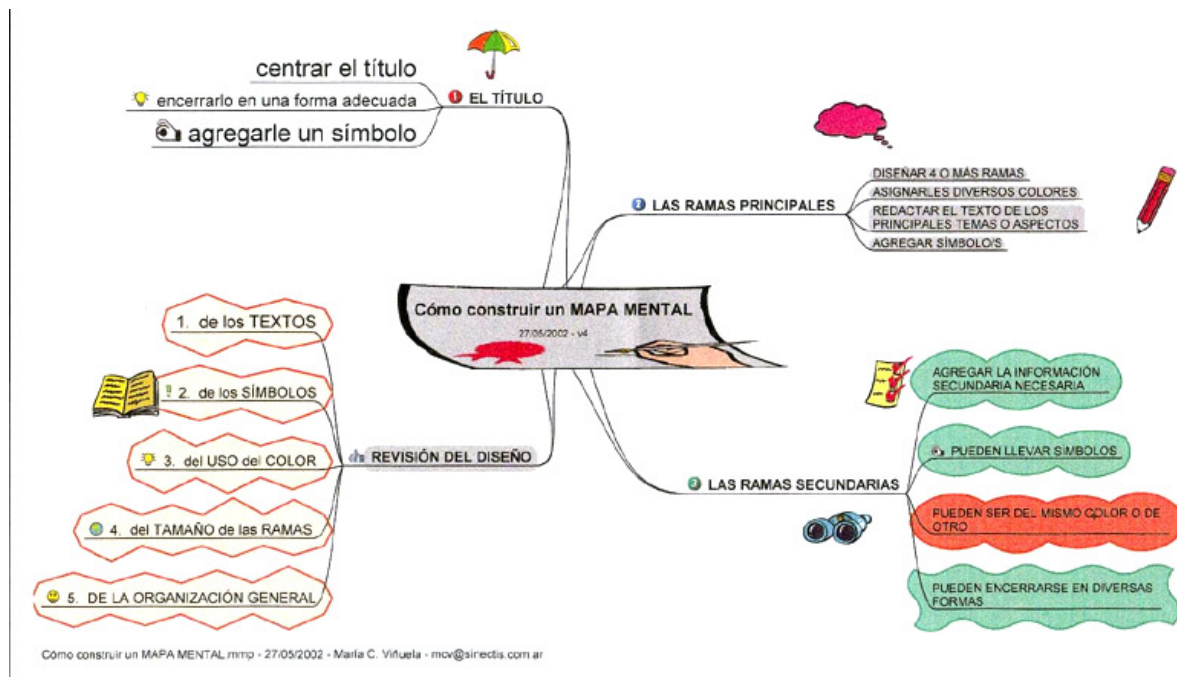 centrar el título
encerrarlo en una forma adecuada
agregarle un símbolo
1 EL TÍTULO
2 LAS RAMAS PRINCIPALES
DISEÑAR 4 O MÁS RAMAS
ASIGNARLES DIVERSOS COLORES
REDACTAR EL TEXTO DE LOS
PRINCIPALES TEMAS O ASPECTOS
AGREGAR SÍMBOLO/S
Cómo construir un MAPA MENTAL
27/05/2002 - v4
3 LAS RAMAS SECUNDARIAS
AGREGAR LA INFORMACIÓN
SECUNDARIA NECESARIA
PUEDEN LLEVAR SÍMBOLOS
PUEDEN SER DEL MISMO COLOR O DE
OTRO
PUEDEN ENCERRARSE EN DIVERSAS
FORMAS
REVISIÓN DEL DISEÑO
1. de los TEXTOS
2. de los SÍMBOLOS
3. del USO del COLOR
4. del TAMAÑO de las RAMAS
5. DE LA ORGANIZACIÓN GENERAL
Cómo construir un MAPA MENTAL.mmp - 27/05/2002 - María C. Viñuela - mcv@sinectis.com.ar